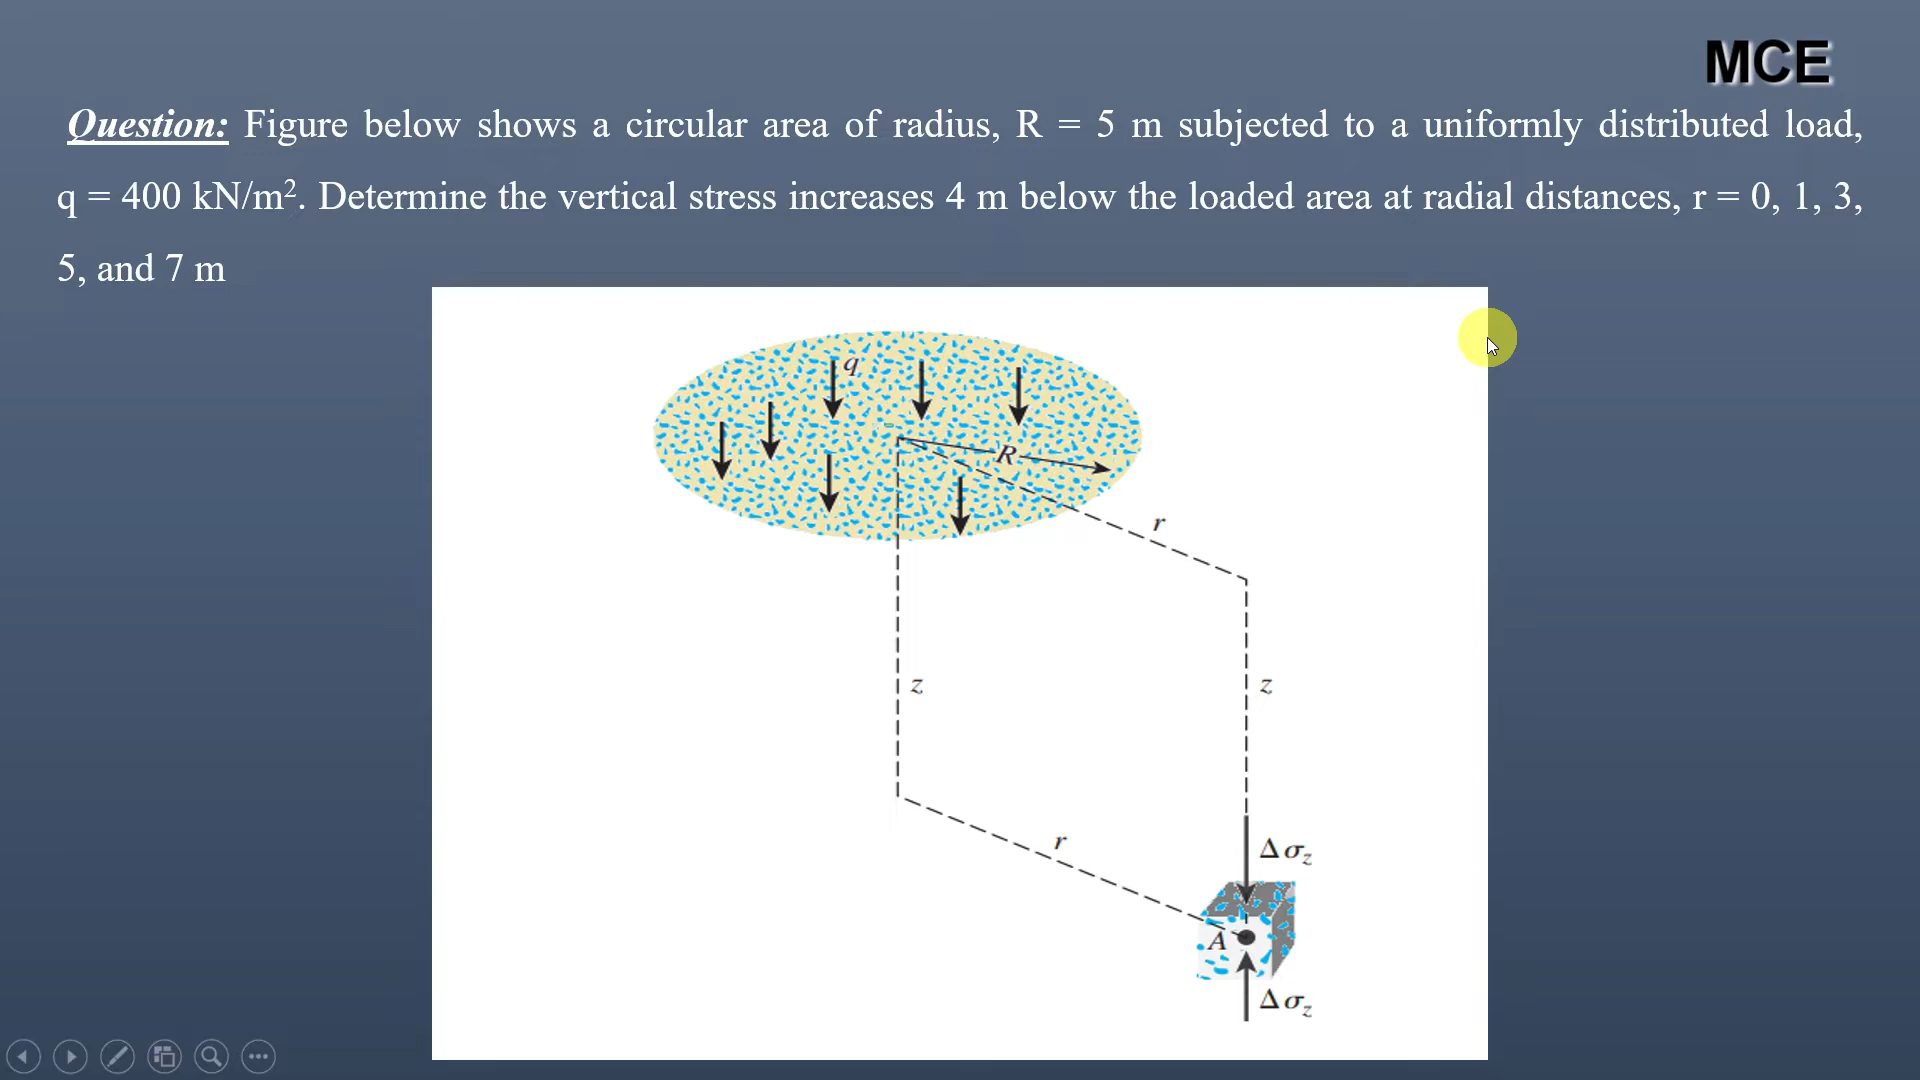 MCE
Question: Figure below shows a circular area of radius, R = 5 m subjected to a uniformly distributed load,
q = 400 kN/m². Determine the vertical stress increases 4 m below the loaded area at radial distances, r = 0, 1, 3,
5, and 7 m
q
R
r
z
z
r
Δσz
A
Δσz